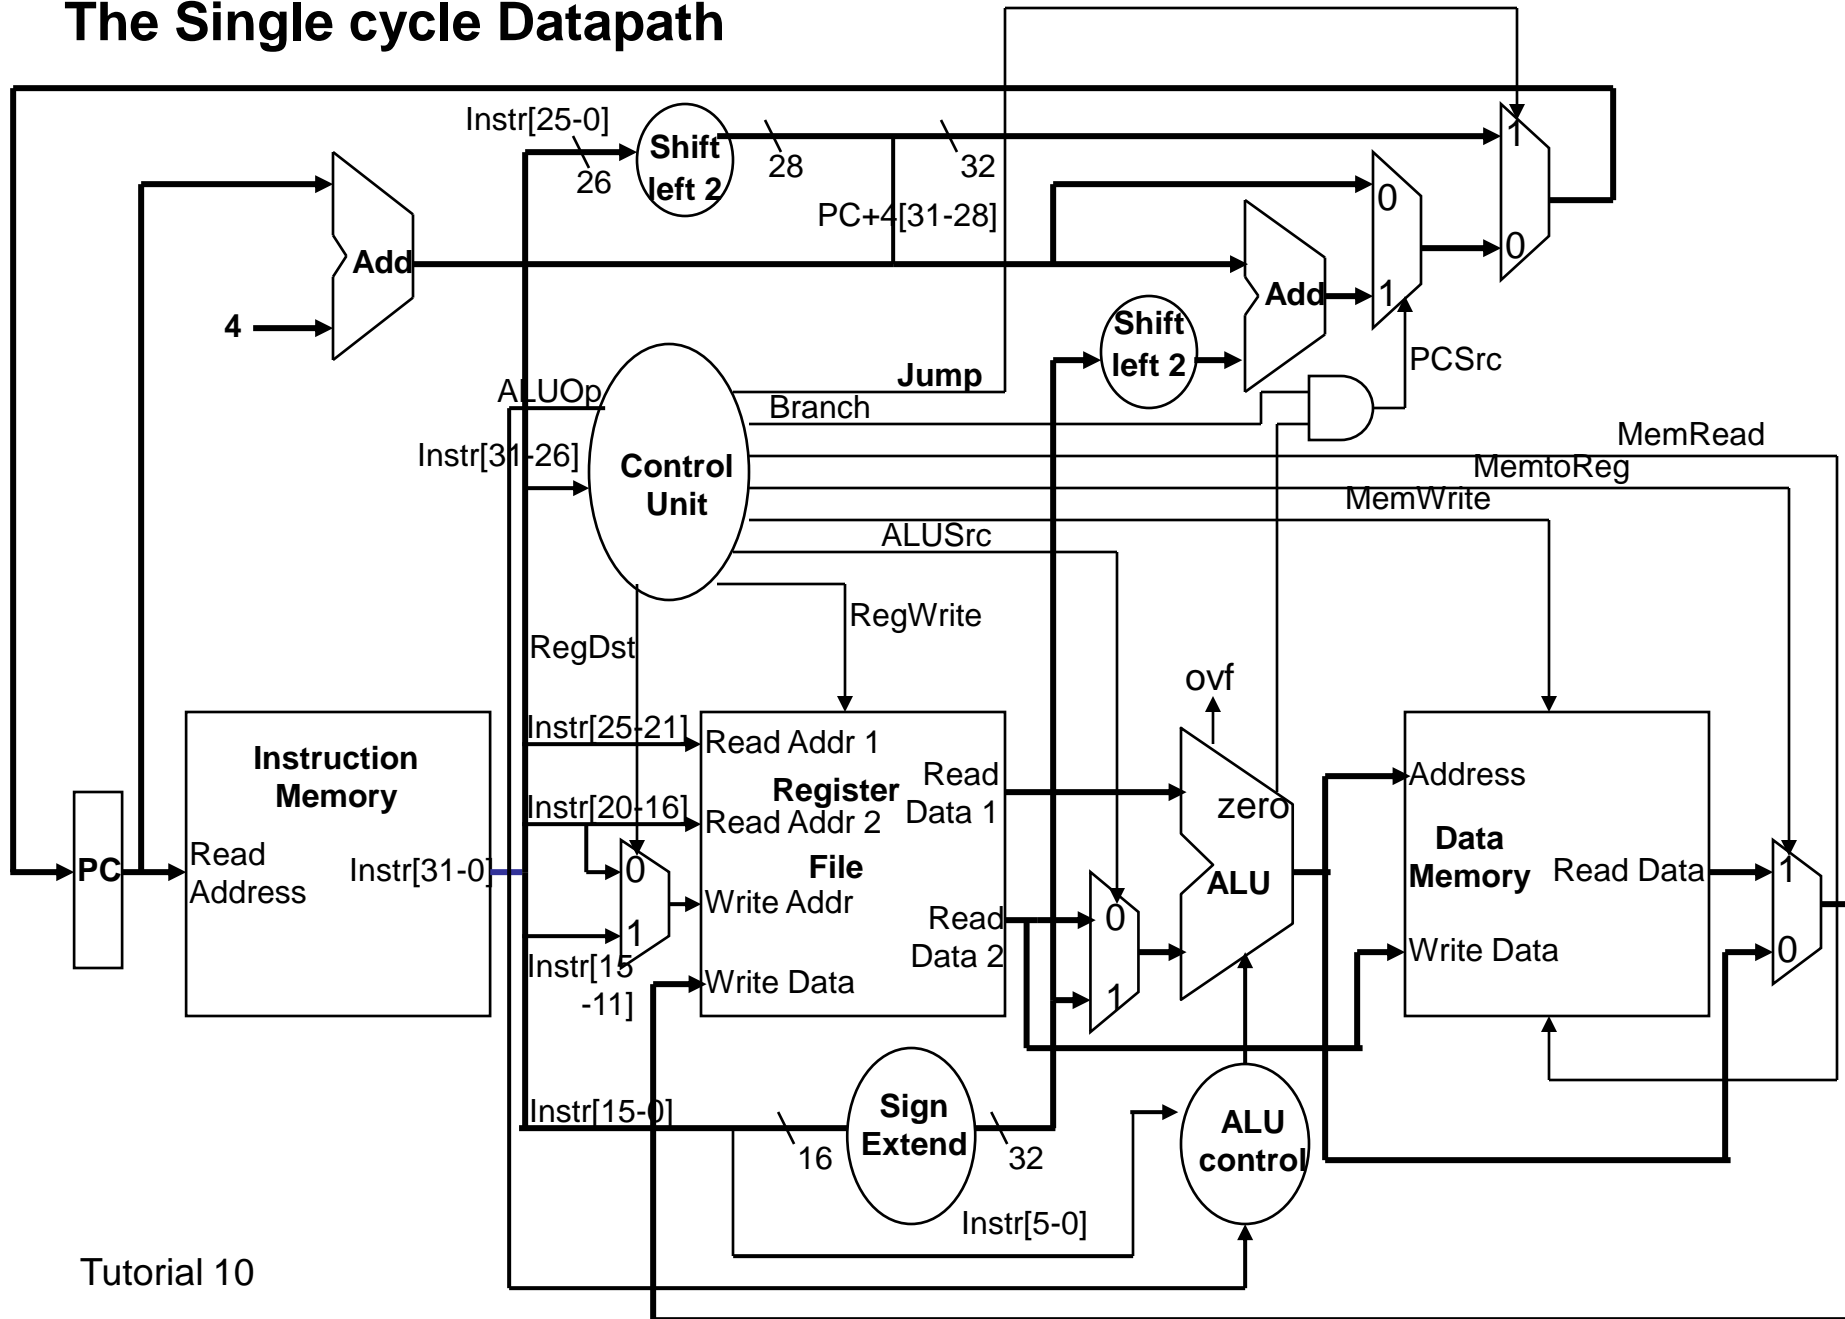 The Single cycle Datapath
Instr[25-0]
Shift
left 2
26
28
32
1
0
PC+4[31-28]
0
1
Add
4
Add
Shift
left 2
PCSrc
ALUOp
Jump
Branch
MemRead
Instr[31-26]
Control
Unit
MemtoReg
MemWrite
ALUSrc
RegWrite
RegDst
ovf
Instr[25-21]
Read Addr 1
Instruction
Memory
Register
File
Read
Data 1
zero
Address
Instr[20-16]
Read Addr 2
PC
Read
Address
Instr[31-0]
0
1
Write Addr
ALU
Data
Memory
Read Data
1
0
Read
Data 2
0
1
Write Data
Instr[15
-11]
Write Data
Instr[15-0]
16
Sign
Extend
32
ALU
control
Instr[5-0]
Tutorial 10